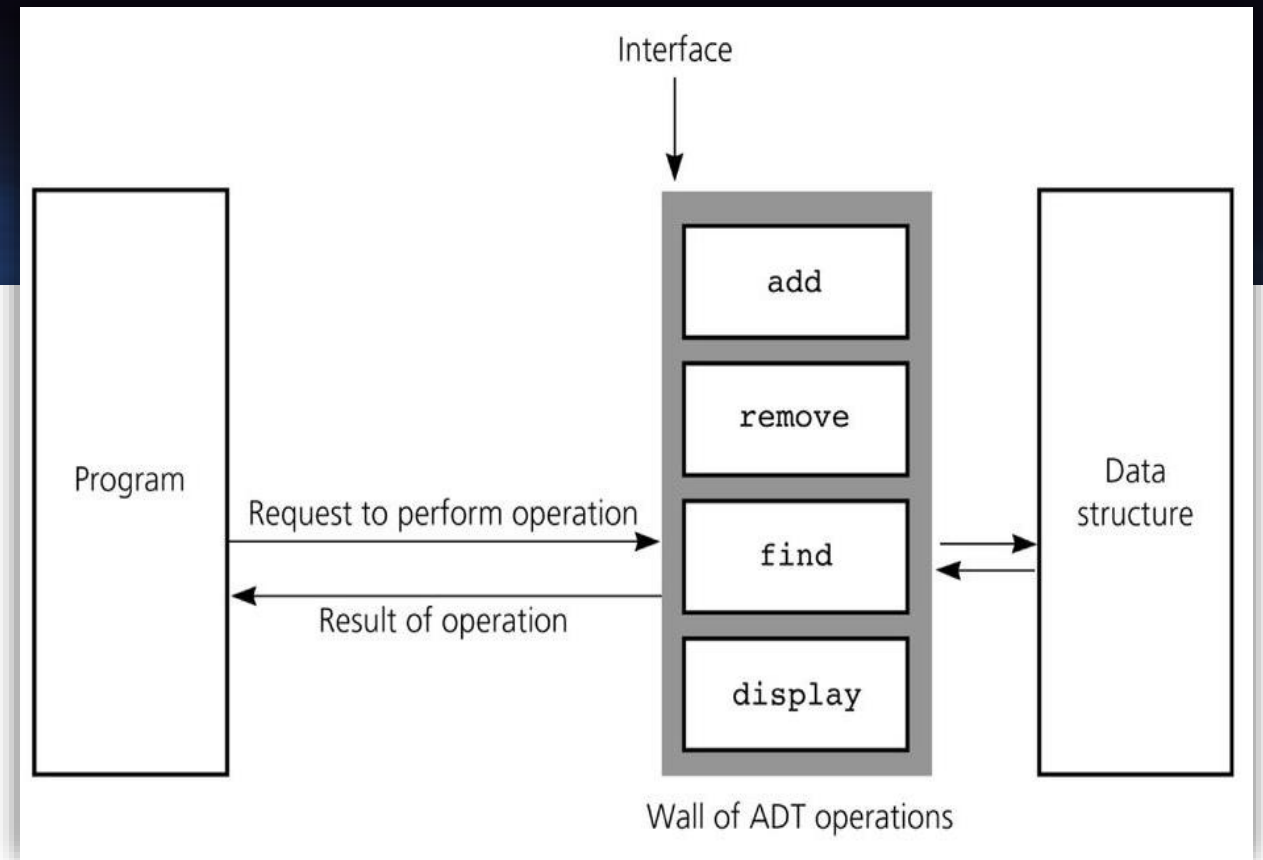 Interface
add
remove
Program
Request to perform operation
find
Result of operation
display
Data
structure
Wall of ADT operations